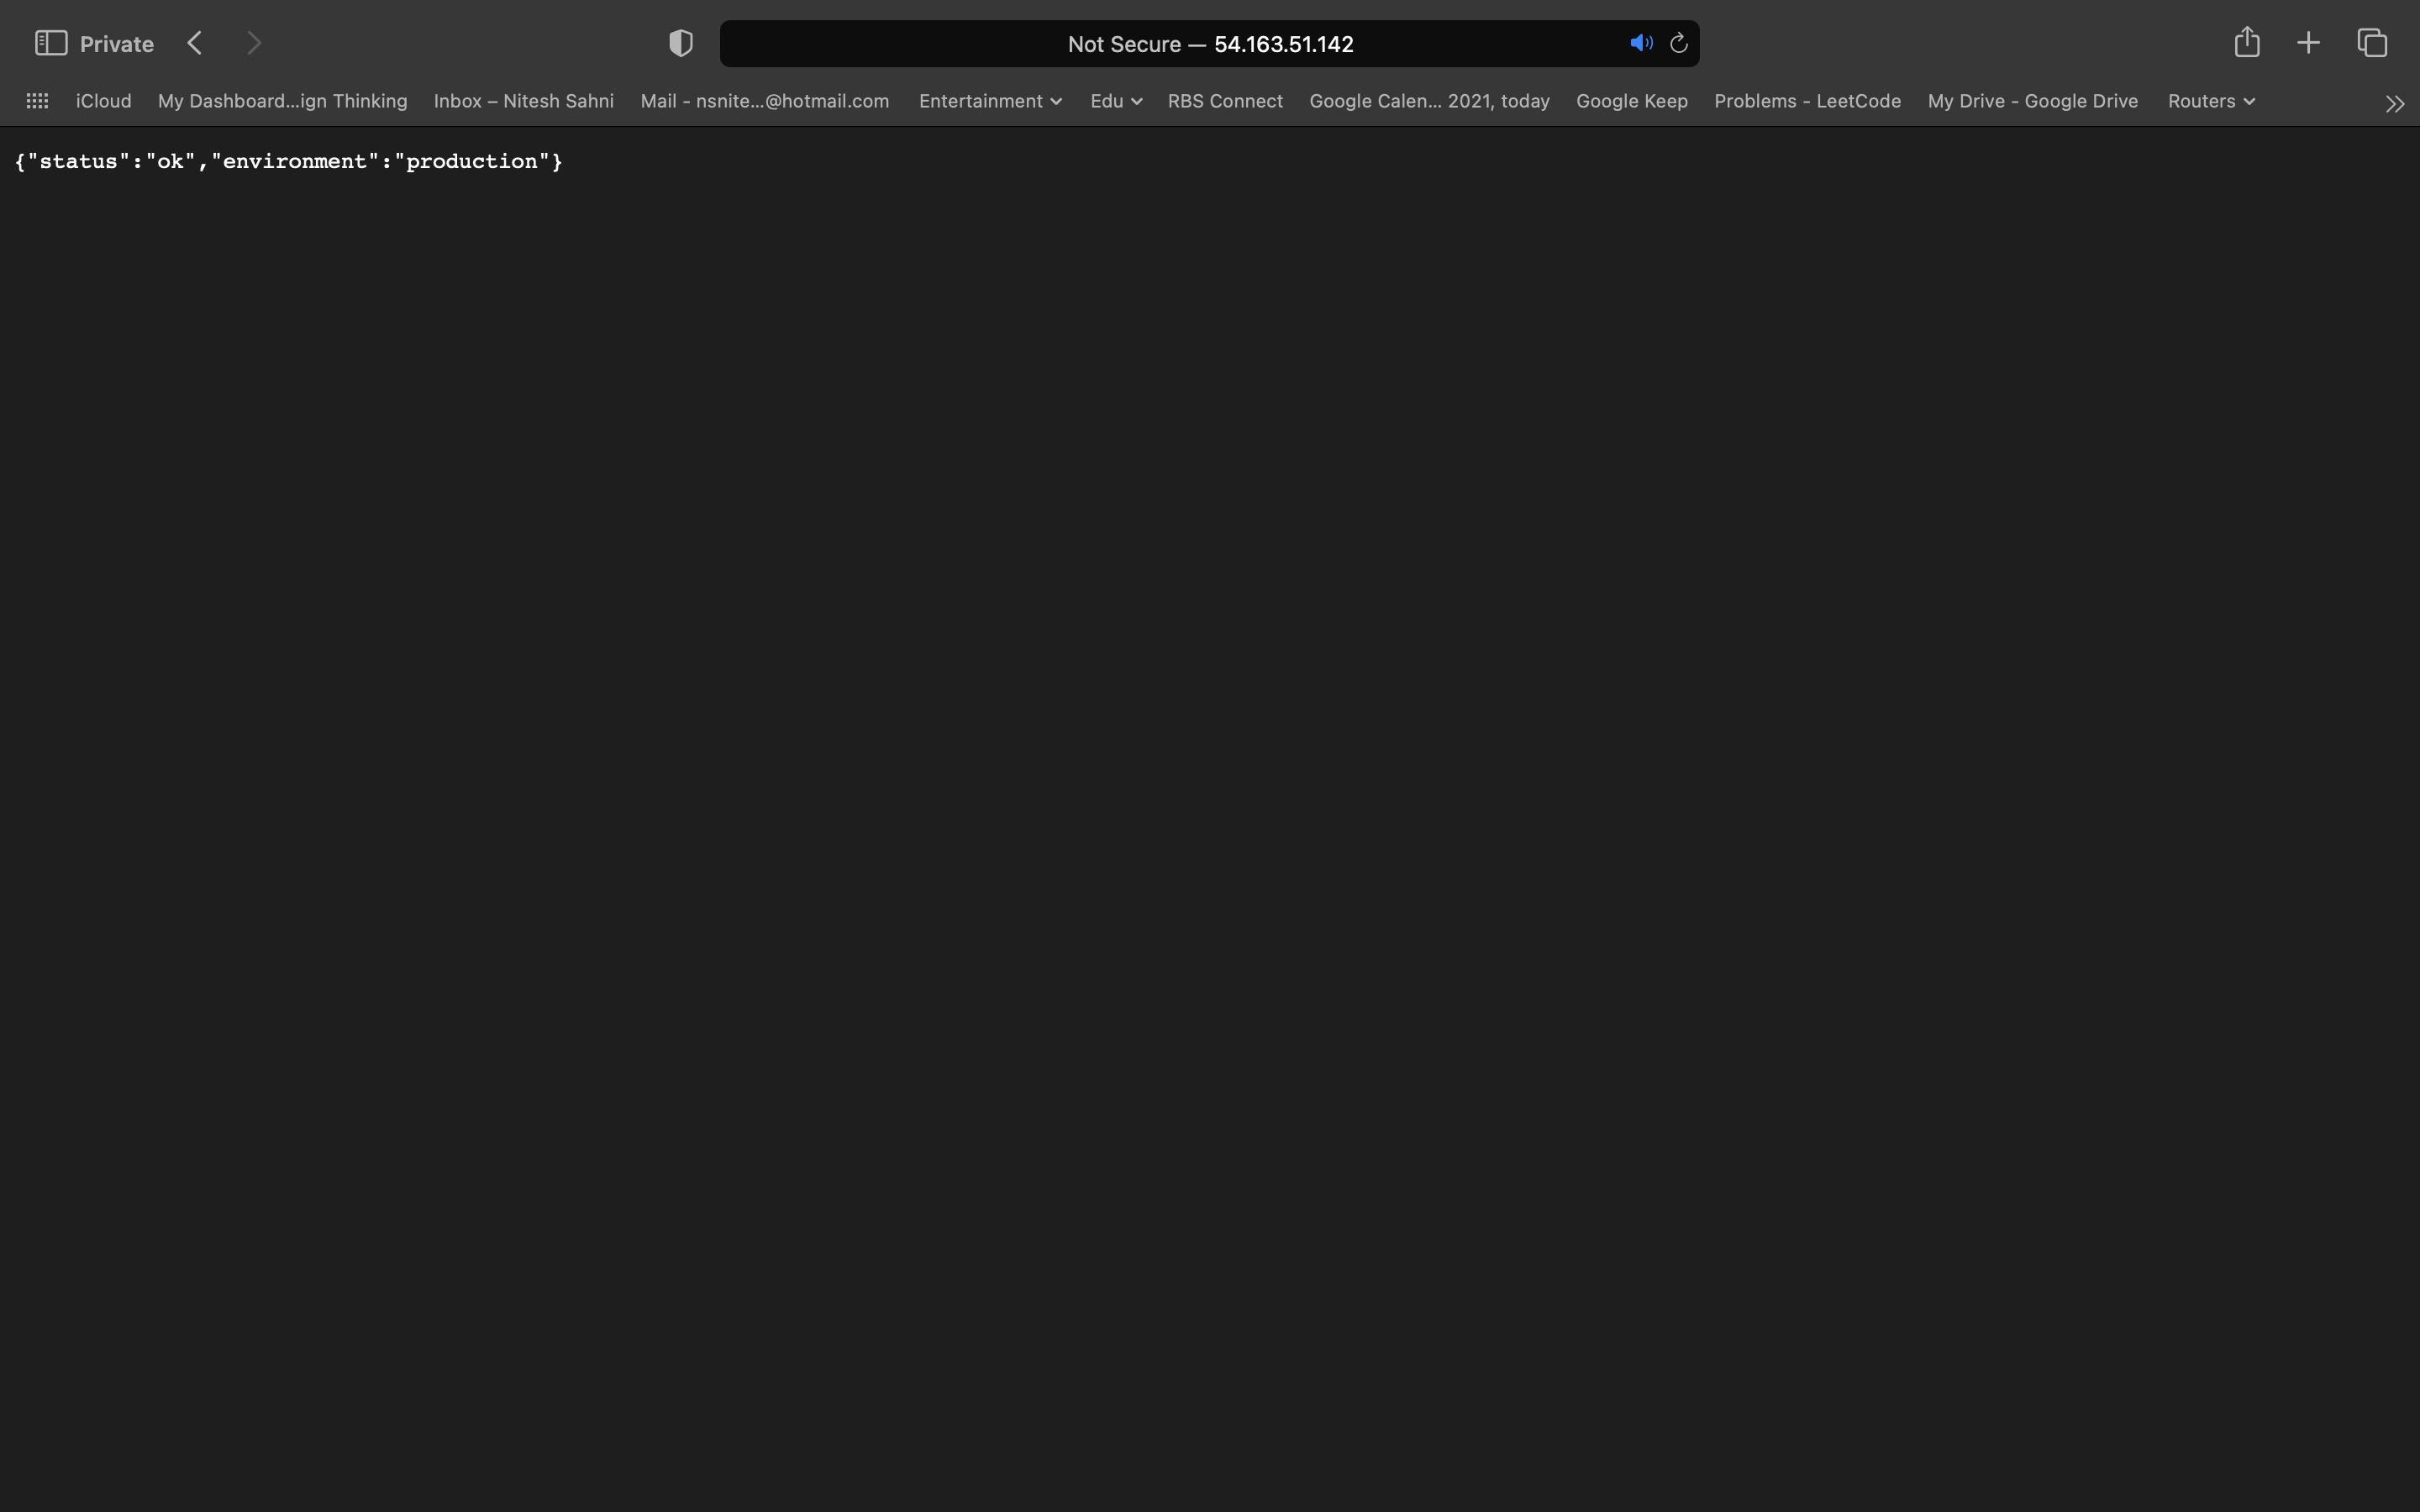 Private
Not Secure — 54.163.51.142
iCloud My Dashboard...ign Thinking Inbox – Nitesh Sahni Mail - nsnite...@hotmail.com Entertainment Edu RBS Connect Google Calen... 2021, today Google Keep Problems - LeetCode My Drive - Google Drive Routers
{"status":"ok","environment":"production"}